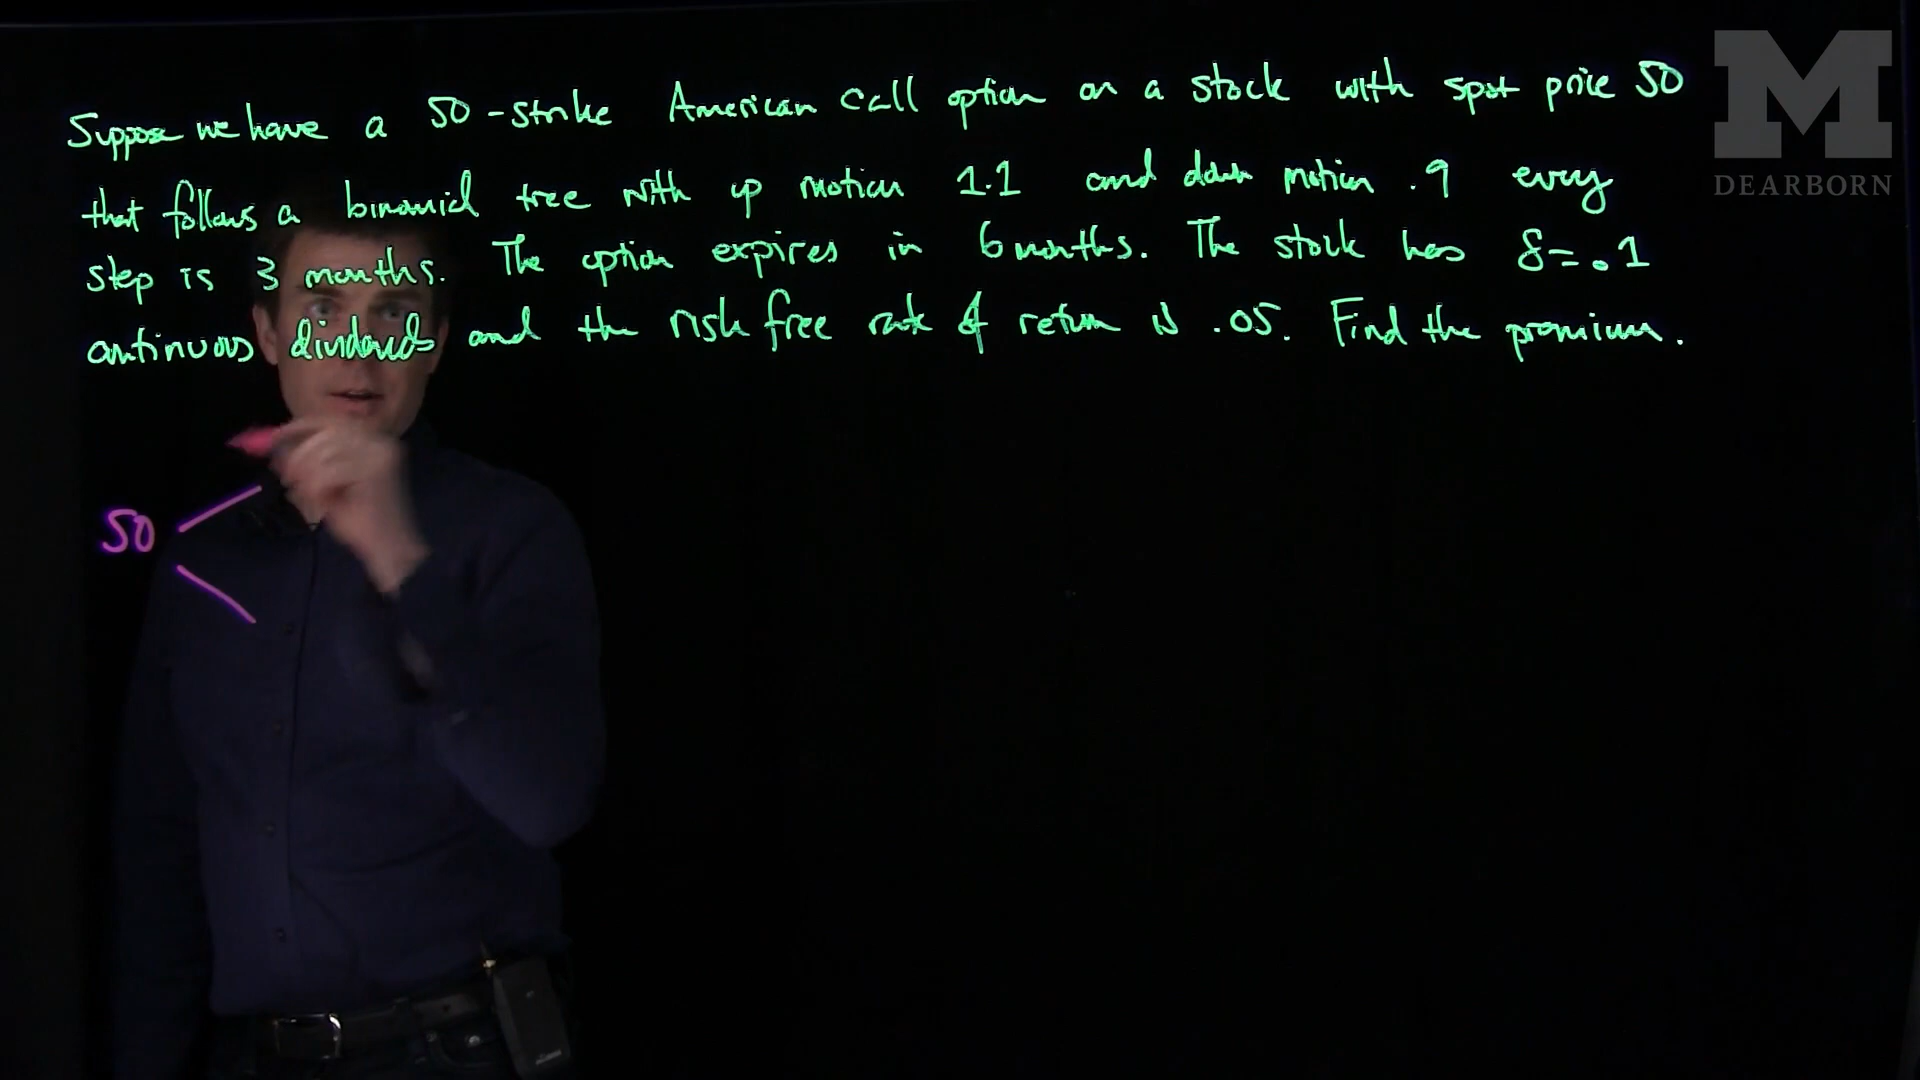 Suppose we have a 50-strike American call option on a stock with spot price 50
that follows a binomial tree with up motion 1.1 and down motion .9 every
step is 3 months. The option expires in 6 months. The stock has δ=.1
continuous dividends and the risk free rate of return is .05. Find the premium.
50
M
DEARBORN